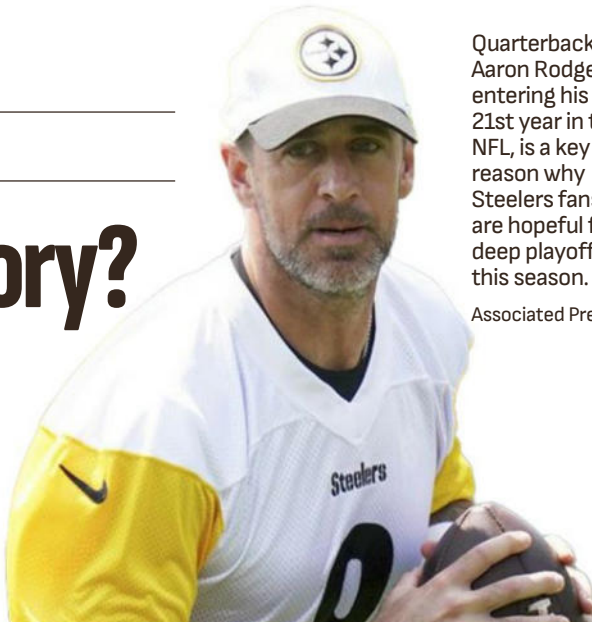 ory?
Quarterback
Aaron Rodge
entering his
21st year in t
NFL, is a key
reason why
Steelers fans
are hopeful f
deep playoff
this season.
Associated Pre
Steelers